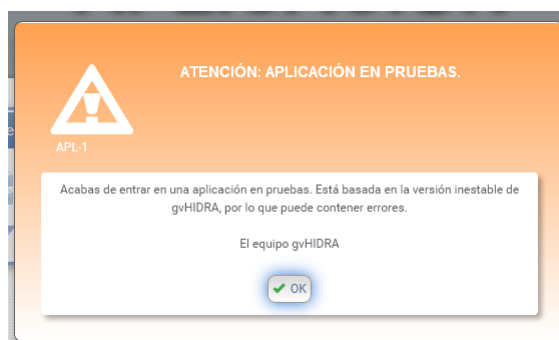 ATENCIÓN: APLICACIÓN EN PRUEBAS.
APL-1
Acabas de entrar en una aplicación en pruebas. Está basada en la versión inestable de
gvHIDRA, por lo que puede contener errores.
El equipo gvHIDRA
OK